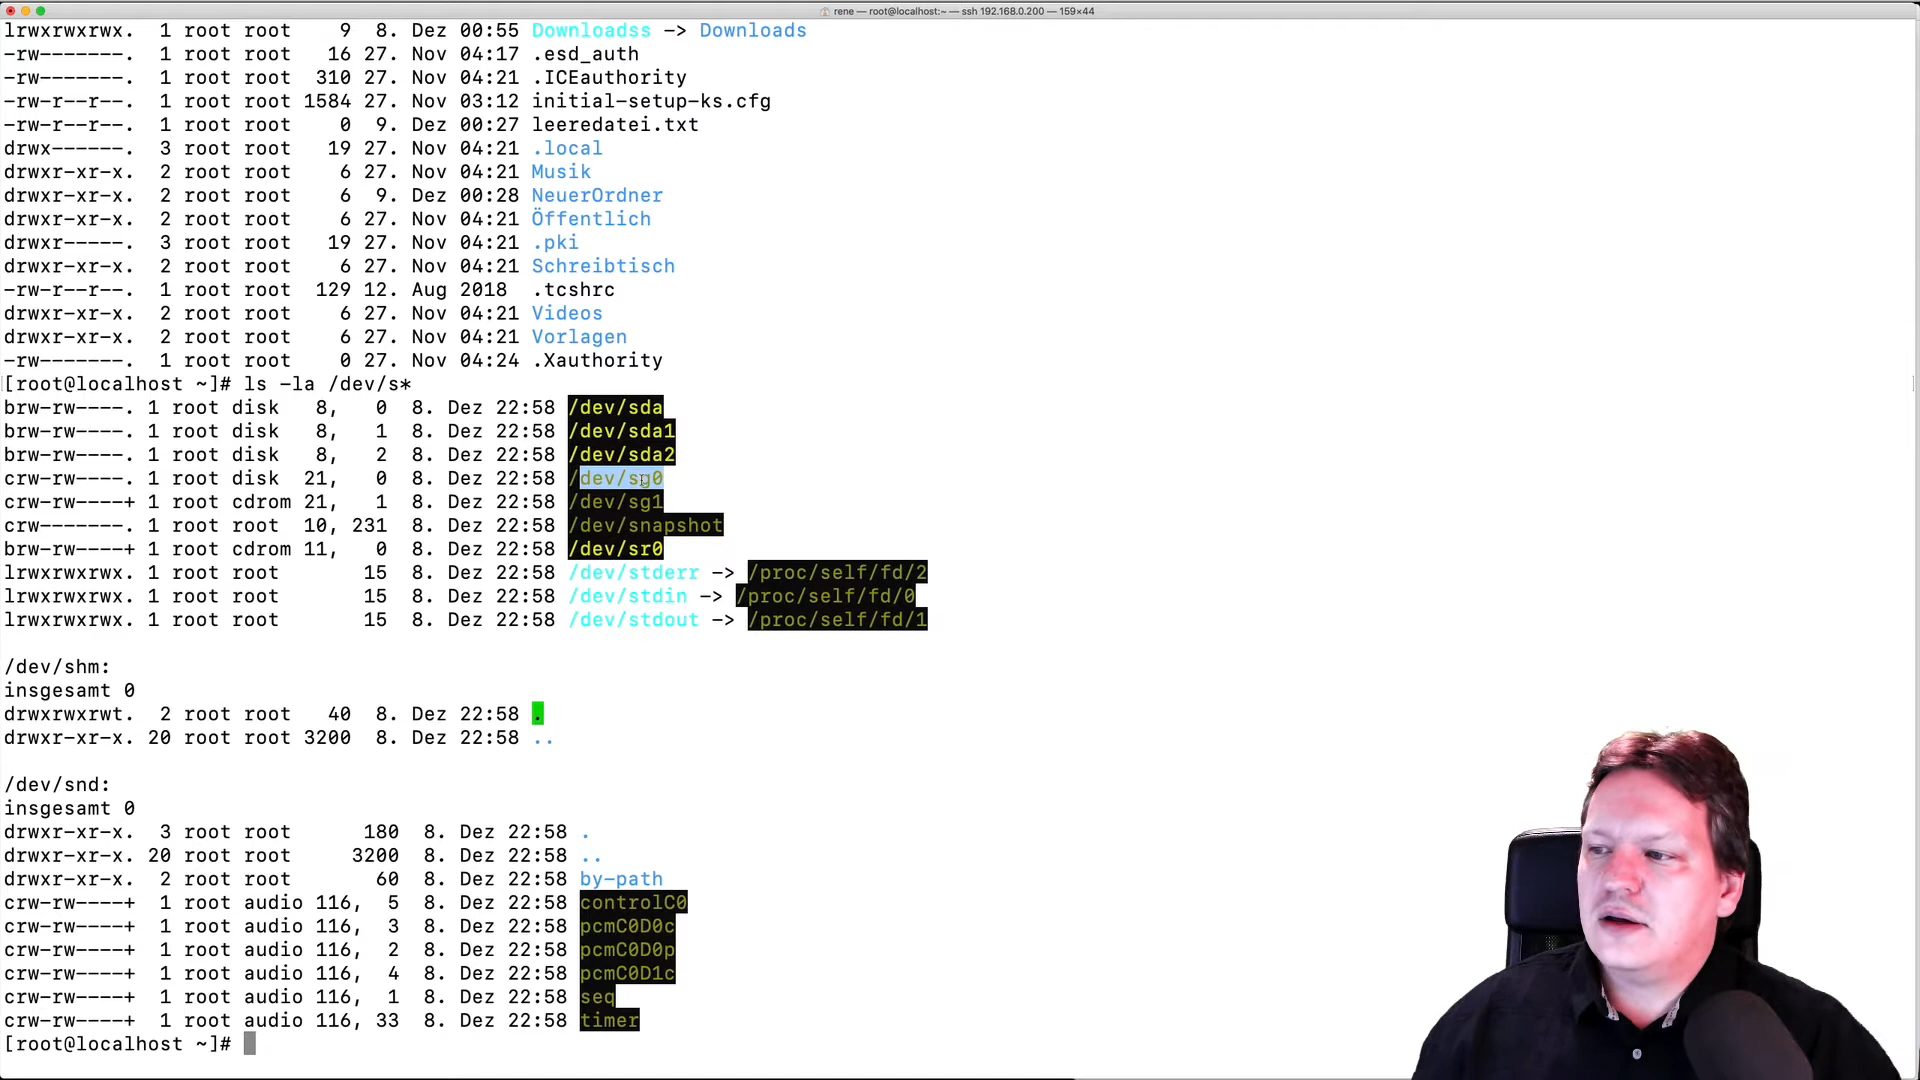 rene — root@localhost:~ — ssh 192.168.0.200 — 159×44
lrwxrwxrwx. 1 root root 9 8. Dez 00:55 Downloadss -> Downloads
-rw-------. 1 root root 16 27. Nov 04:17 .esd_auth
-rw-------. 1 root root 310 27. Nov 04:21 .ICEauthority
-rw-r--r--. 1 root root 1584 27. Nov 03:12 initial-setup-ks.cfg
-rw-r--r--. 1 root root 0 9. Dez 00:27 leeredatei.txt
drwx------. 3 root root 19 27. Nov 04:21 .local
drwxr-xr-x. 2 root root 6 27. Nov 04:21 Musik
drwxr-xr-x. 2 root root 6 9. Dez 00:28 NeuerOrdner
drwxr-xr-x. 2 root root 6 27. Nov 04:21 Öffentlich
drwxr-----. 3 root root 19 27. Nov 04:21 .pki
drwxr-xr-x. 2 root root 6 27. Nov 04:21 Schreibtisch
-rw-r--r--. 1 root root 129 12. Aug 2018 .tcshrc
drwxr-xr-x. 2 root root 6 27. Nov 04:21 Videos
drwxr-xr-x. 2 root root 6 27. Nov 04:21 Vorlagen
-rw-------. 1 root root 0 27. Nov 04:24 .Xauthority
[root@localhost ~]# ls -la /dev/s*
brw-rw----. 1 root disk 8, 0 8. Dez 22:58 /dev/sda
brw-rw----. 1 root disk 8, 1 8. Dez 22:58 /dev/sda1
brw-rw----. 1 root disk 8, 2 8. Dez 22:58 /dev/sda2
crw-rw----. 1 root disk 21, 0 8. Dez 22:58 /dev/sg0
crw-rw----+ 1 root cdrom 21, 1 8. Dez 22:58 /dev/sg1
crw-------. 1 root root 10, 231 8. Dez 22:58 /dev/snapshot
brw-rw----+ 1 root cdrom 11, 0 8. Dez 22:58 /dev/sr0
lrwxrwxrwx. 1 root root 15 8. Dez 22:58 /dev/stderr -> /proc/self/fd/2
lrwxrwxrwx. 1 root root 15 8. Dez 22:58 /dev/stdin -> /proc/self/fd/0
lrwxrwxrwx. 1 root root 15 8. Dez 22:58 /dev/stdout -> /proc/self/fd/1
/dev/shm:
insgesamt 0
drwxrwxrwt. 2 root root 40 8. Dez 22:58 .
drwxr-xr-x. 20 root root 3200 8. Dez 22:58 ..
/dev/snd:
insgesamt 0
drwxr-xr-x. 3 root root 180 8. Dez 22:58 .
drwxr-xr-x. 20 root root 3200 8. Dez 22:58 ..
drwxr-xr-x. 2 root root 60 8. Dez 22:58 by-path
crw-rw----+ 1 root audio 116, 5 8. Dez 22:58 controlC0
crw-rw----+ 1 root audio 116, 3 8. Dez 22:58 pcmC0D0c
crw-rw----+ 1 root audio 116, 2 8. Dez 22:58 pcmC0D0p
crw-rw----+ 1 root audio 116, 4 8. Dez 22:58 pcmC0D1c
crw-rw----+ 1 root audio 116, 1 8. Dez 22:58 seq
crw-rw----+ 1 root audio 116, 33 8. Dez 22:58 timer
[root@localhost ~]#